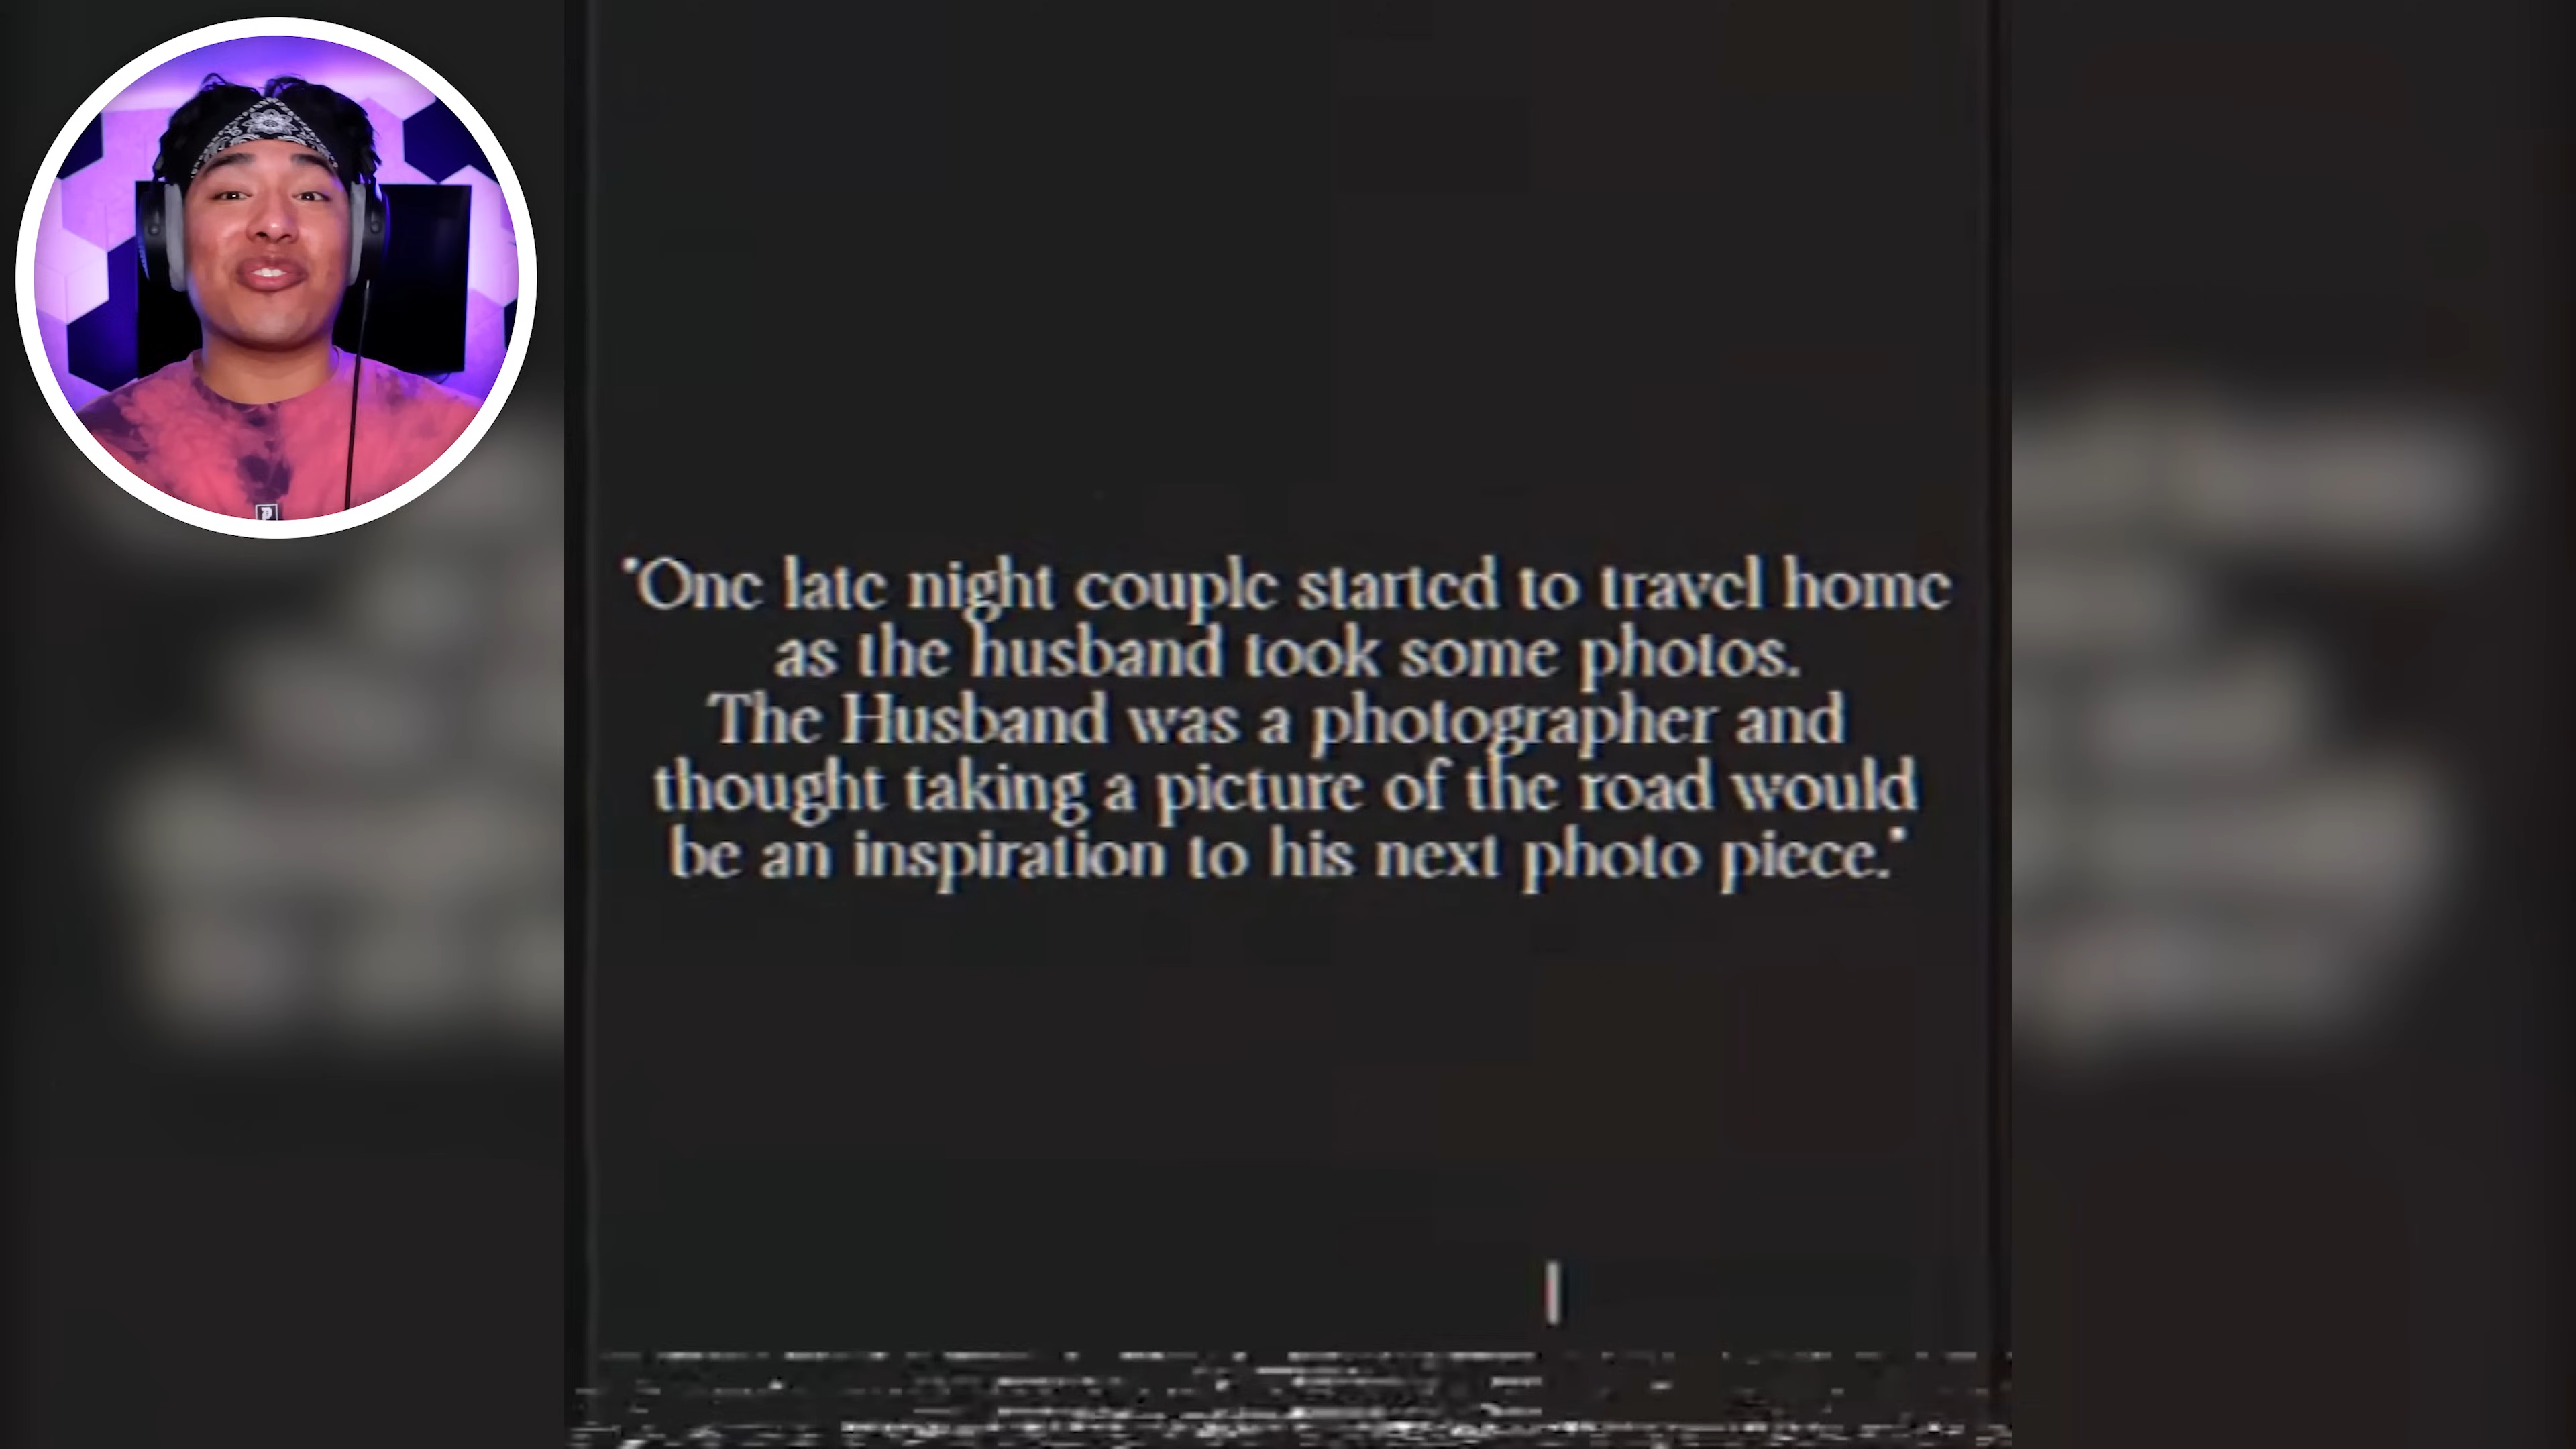 "One late night couple started to travel home
as the husband took some photos.
The Husband was a photographer and
thought taking a picture of the road would
be an inspiration to his next photo piece."